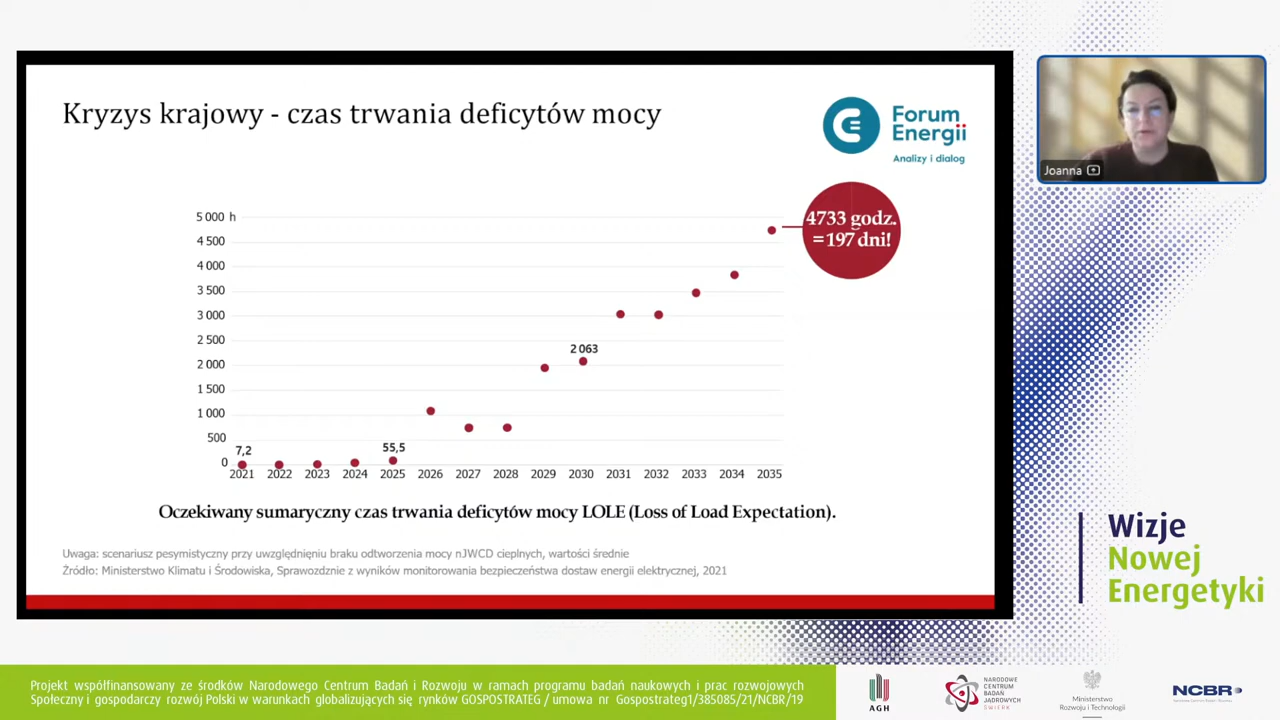 Kryzys krajowy - czas trwania deficytów mocy
Forum
Energii
Analizy i dialog
Joanna
4733 godz.
=197 dni!
5 000 h
4 500
4 000
3 500
3 000
2 500
2 000
1 500
1 000
500
0
7,2
55,5
2 063
2021 2022 2023 2024 2025 2026 2027 2028 2029 2030 2031 2032 2033 2034 2035
Oczekiwany sumaryczny czas trwania deficytów mocy LOLE (Loss of Load Expectation).
Uwaga: scenariusz pesymistyczny przy uwzględnieniu braku odtworzenia mocy nJWCD cieplnych, wartości średnie
Źródło: Ministerstwo Klimatu i Środowiska, Sprawozdznie z wyników monitorowania bezpieczeństwa dostaw energii elektrycznej, 2021
Wizje
Nowej
Energetyki
Projekt współfinansowany ze środków Narodowego Centrum Badań i Rozwoju w ramach programu badań naukowych i prac rozwojowych
Społeczny i gospodarczy rozwój Polski w warunkach globalizujących się rynków GOSPOSTRATEG / umowa nr Gospostrateg1/385085/21/NCBR/19
AGH
NARODOWE
CENTRUM
BADAŃ
JĄDROWYCH
ŚWIERK
Ministerstwo
Rozwoju i Technologii
NCBR